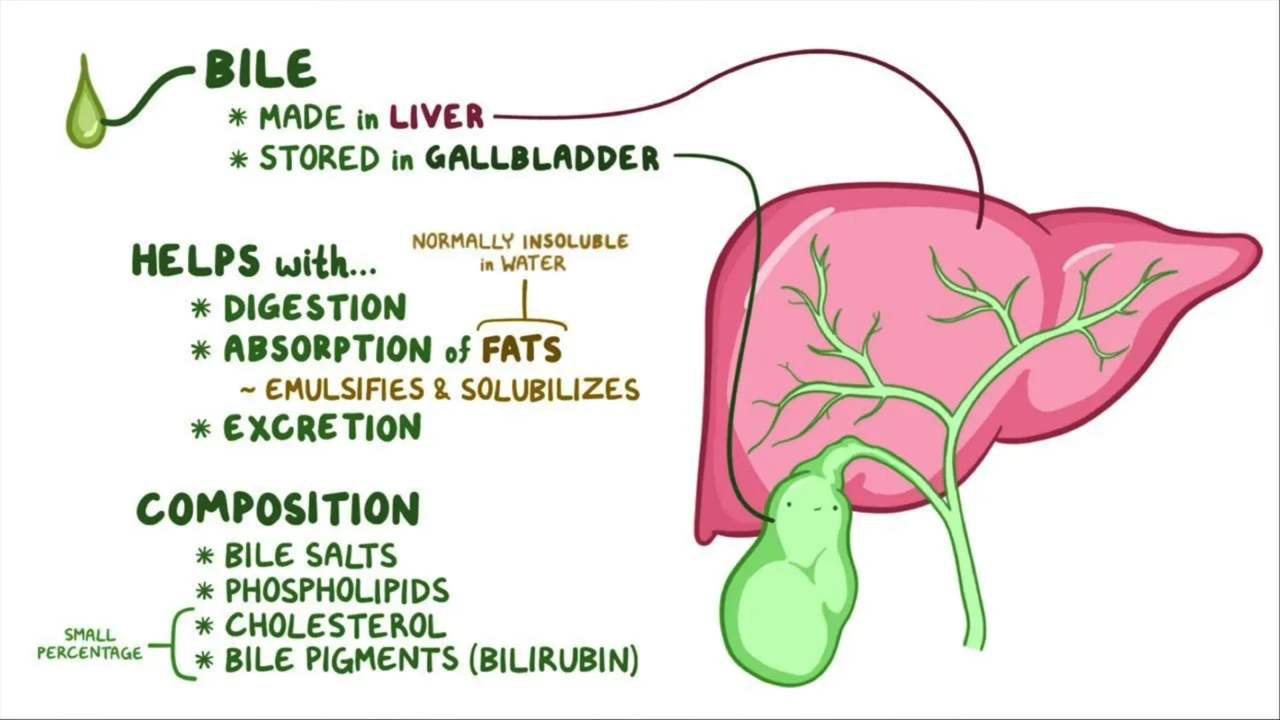 BILE
* MADE in LIVER
* STORED in GALLBLADDER
HELPS with...
NORMALLY INSOLUBLE
in WATER
* DIGESTION
* ABSORPTION of FATS
~ EMULSIFIES & SOLUBILIZES
* EXCRETION
COMPOSITION
* BILE SALTS
* PHOSPHOLIPIDS
* CHOLESTEROL
* BILE PIGMENTS (BILIRUBIN)
SMALL
PERCENTAGE